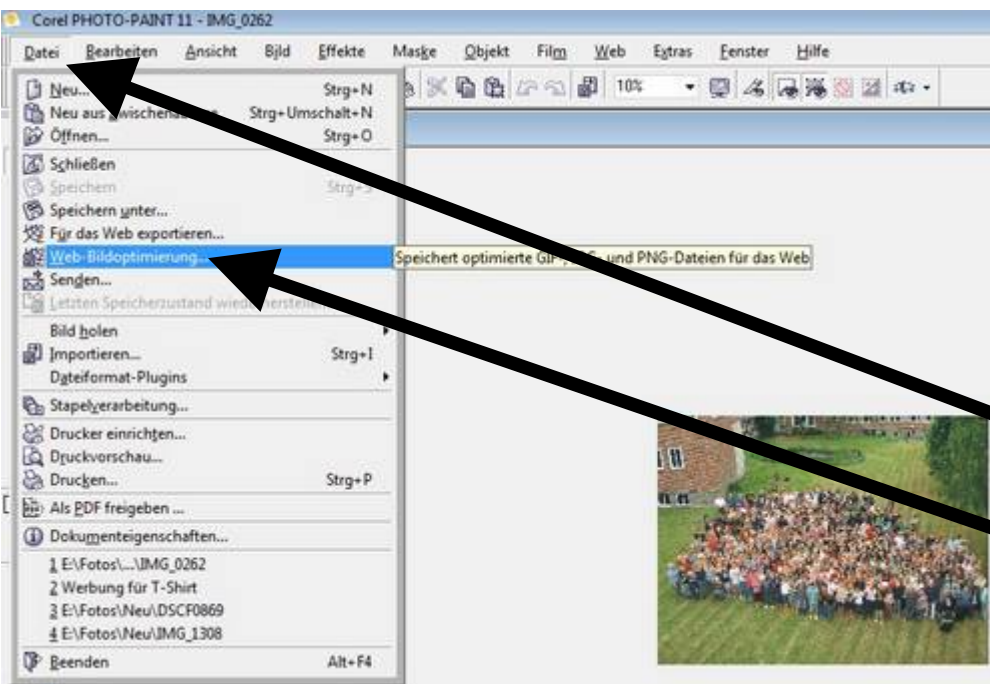 Corel PHOTO-PAINT 11 - IMG_0262
Datei Bearbeiten Ansicht Bild Effekte Maske Objekt Film Web Extras Fenster Hilfe
10%
Neu... Strg+N
Neu aus Strg+Umschalt+N
Öffnen... Strg+O
Schließen
Speichern Strg+S
Speichern unter...
Für das Web exportieren...
Web-Bildoptimierung...
Speichert optimierte und PNG-Dateien für das Web
Senden...
Letzten Speicherzustand
Bild holen
Importieren... Strg+I
Dateiformat-Plugins
Stapelverarbeitung...
Drucker einrichten...
Druckvorschau...
Drucken... Strg+P
Als PDF freigeben ...
Dokumenteigenschaften...
1 E:\Fotos\...\IMG_0262
2 Werbung für T-Shirt
3 E:\Fotos\Neu\DSCF0869
4 E:\Fotos\Neu\IMG_1308
Beenden Alt+F4